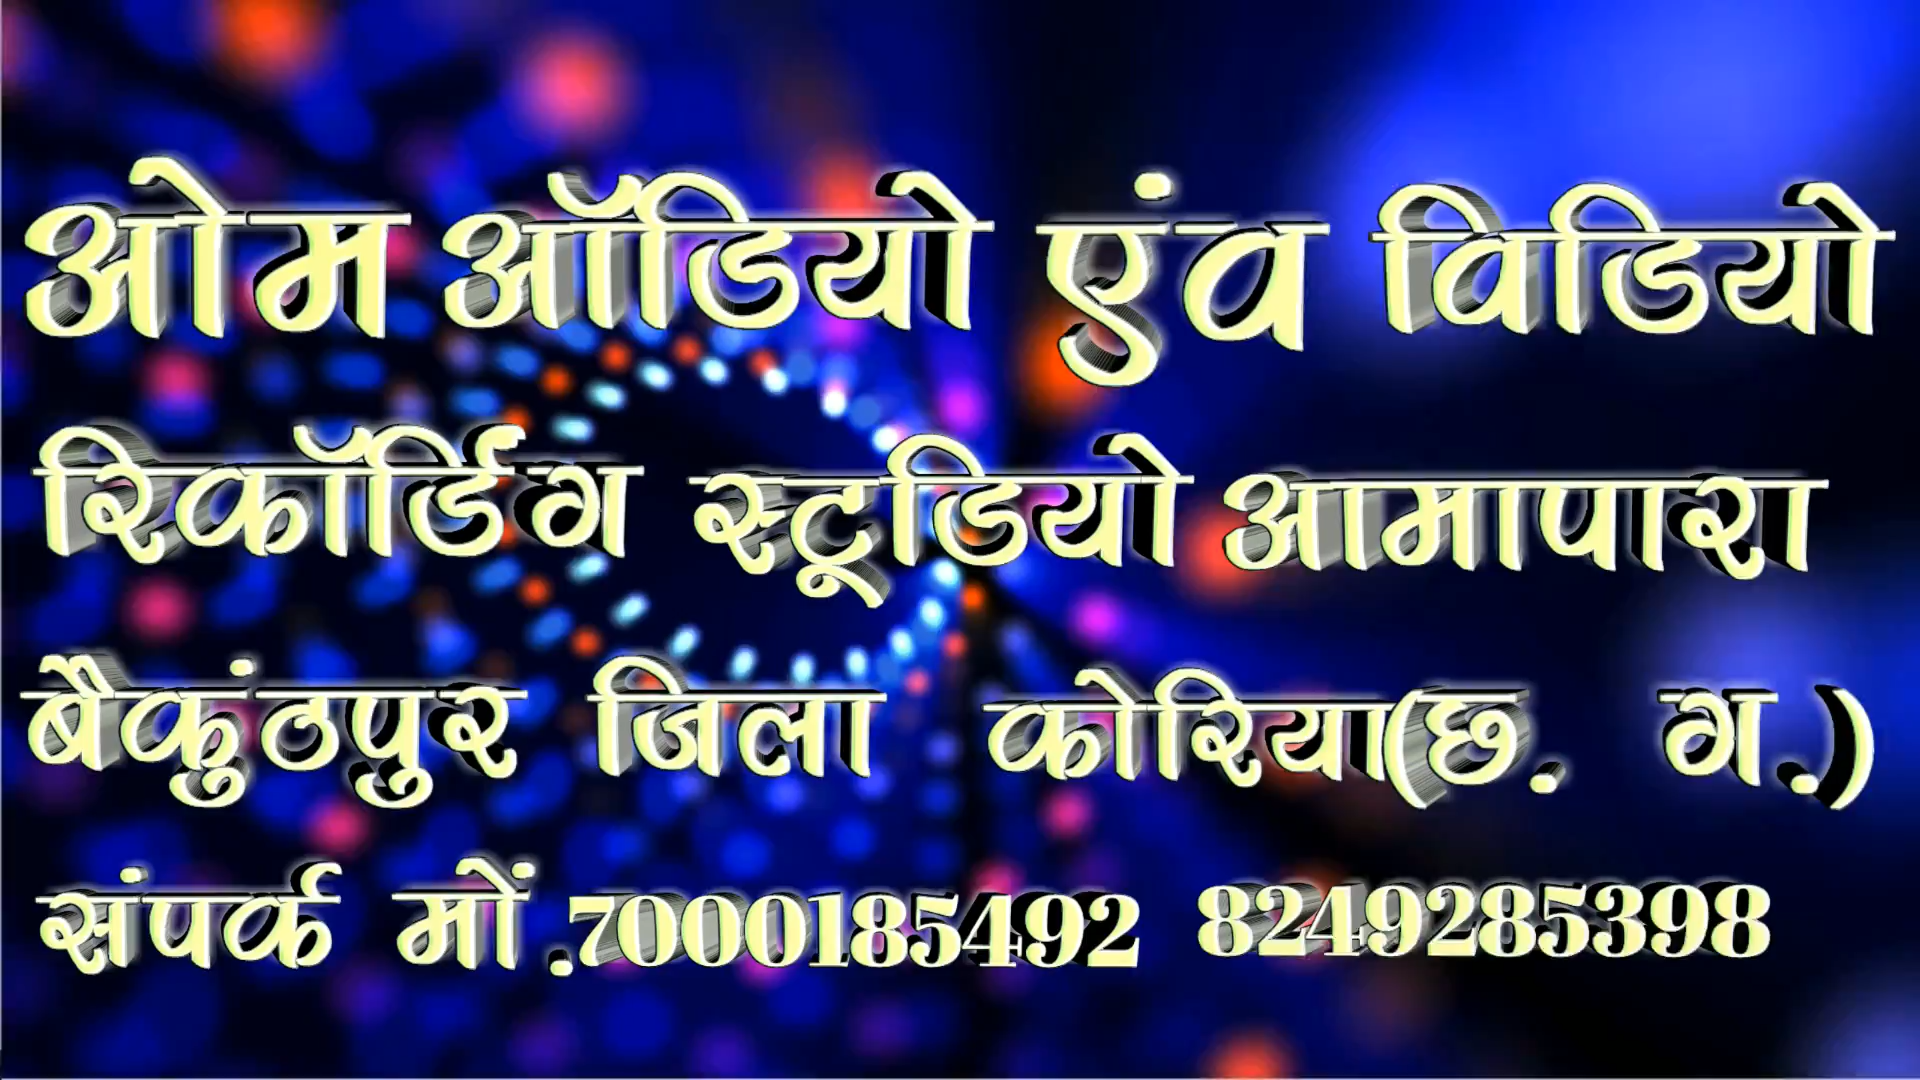 ओम ऑडियो एंव विडियो
रिकॉर्डिग स्टूडियो आमापारा
बैकुंठपुर जिला कोरिया(छ. ग.)
संपर्क मों .7000185492 8249285398